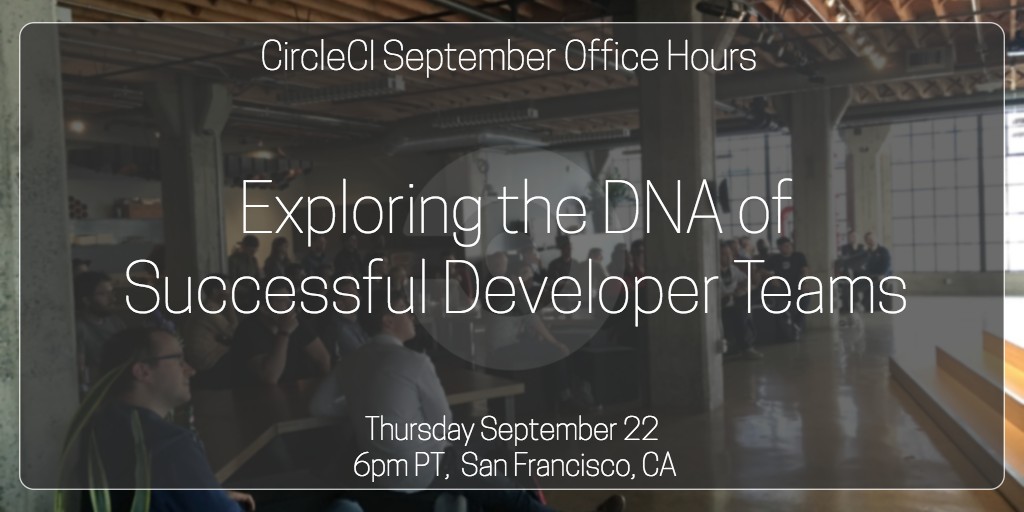 CircleCI September Office Hours
Exploring the DNA of
Successful Developer Teams
Thursday September 22
6pm PT, San Francisco, CA